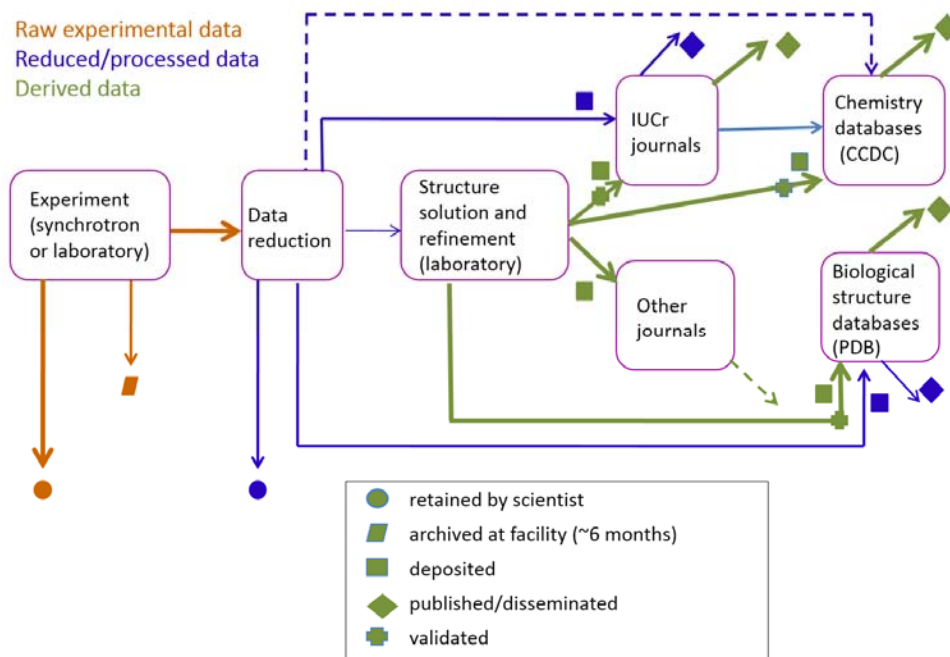 Raw experimental data
Reduced/processed data
Derived data
IUCr
journals
Chemistry
databases
(CCDC)
Experiment
(synchrotron
or laboratory)
Data
reduction
Structure
solution and
refinement
(laboratory)
Other
journals
Biological
structure
databases
(PDB)
retained by scientist
archived at facility (~6 months)
deposited
published/disseminated
validated